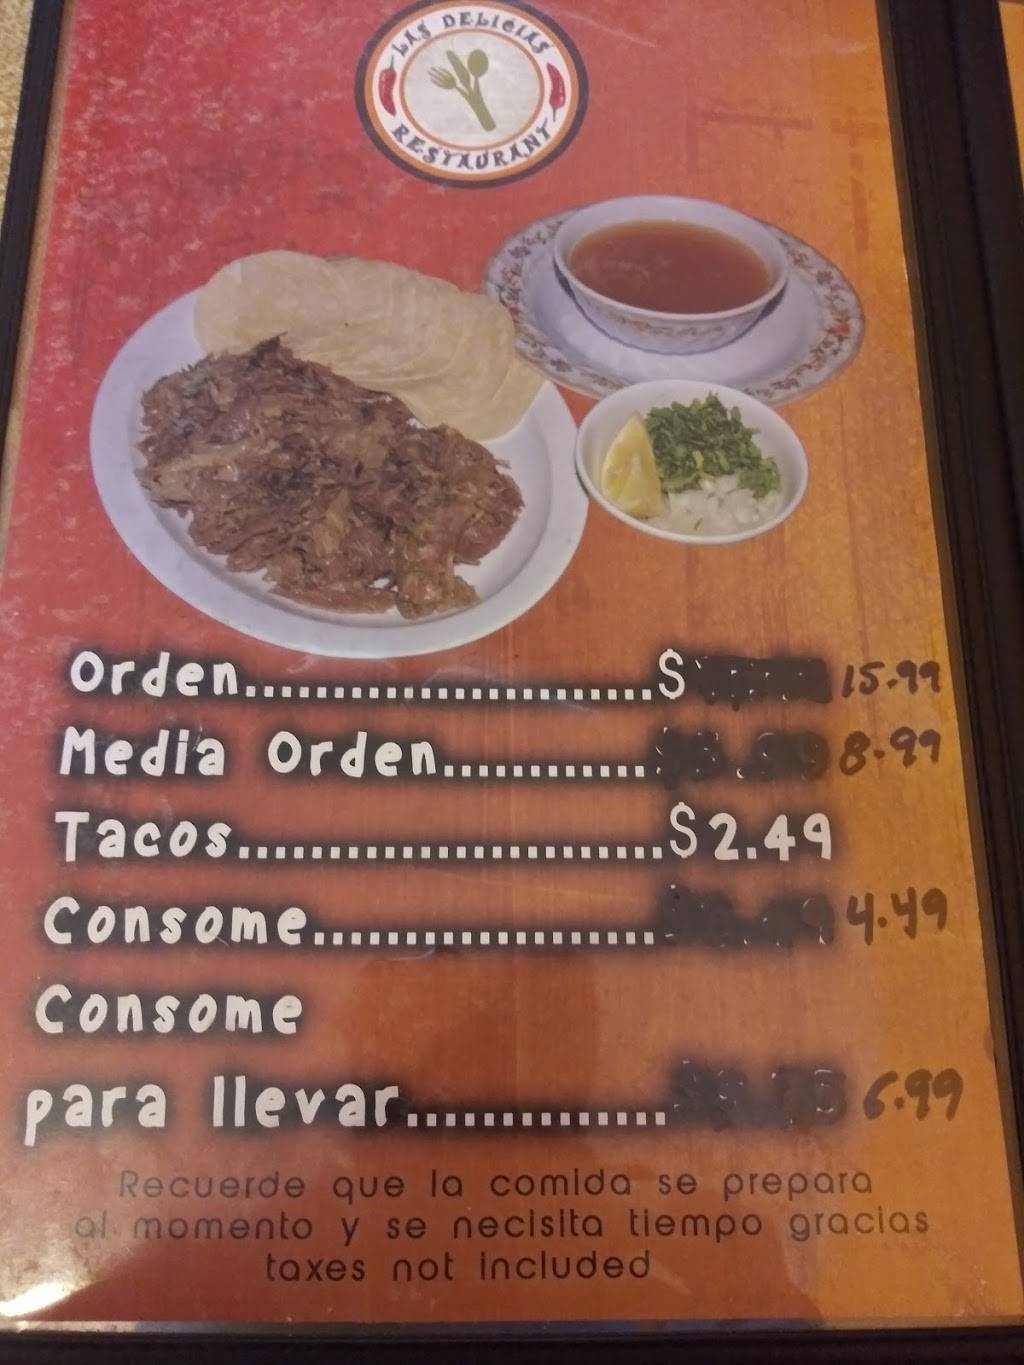 LAS DELICIAS
RESTAURANT
Orden.......................$ 15.99
Media Orden............ 8.99
Tacos........................$2.49
Consome.................... 4.49
Consome
para llevar............... 6.99
Recuerde que la comida se prepara
al momento y se necisita tiempo gracias
taxes not included